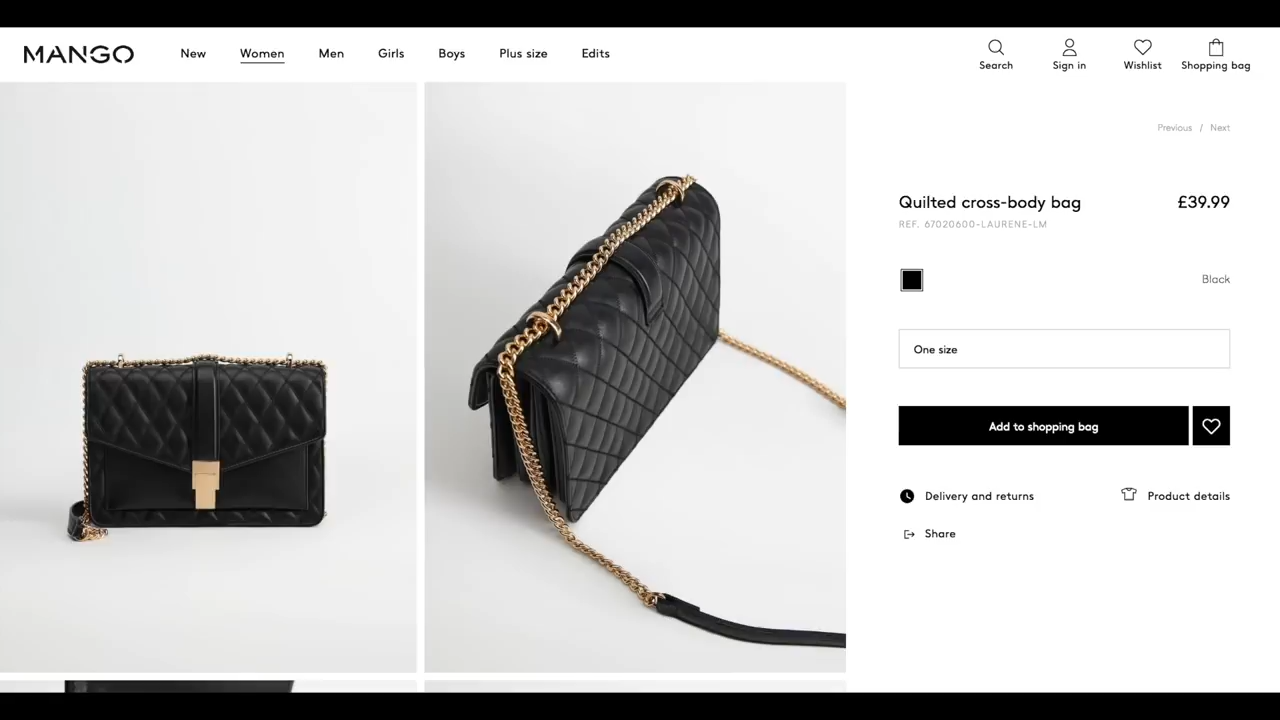 MANGO
New Women Men Girls Boys Plus size Edits
Search Sign in Wishlist Shopping bag
Previous / Next
Quilted cross-body bag £39.99
REF. 67020600-LAURENE-LM
Black
One size
Add to shopping bag
Delivery and returns Product details
Share